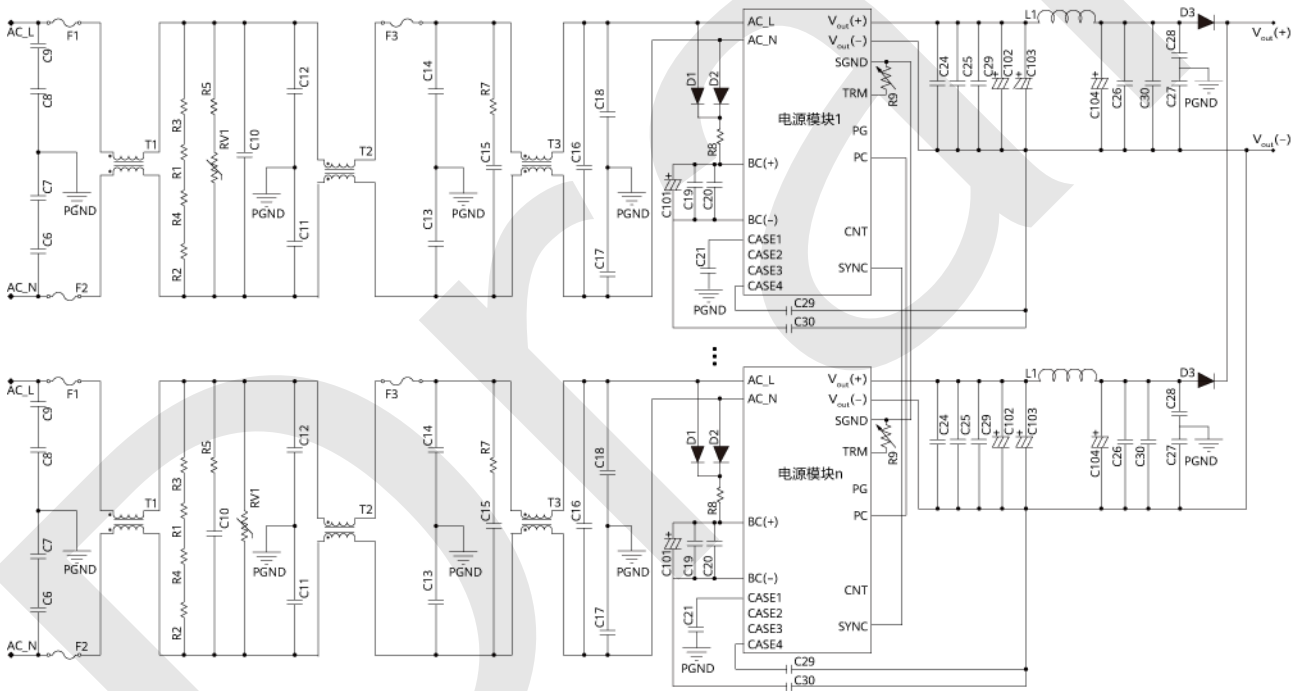 AC_L
F1
C9
C8
PGND
C7
C6
AC_N
F2
T1
R3
R1
R4
R2
R5
RV1
C10
C12
PGND
C11
T2
F3
C14
PGND
C13
R7
C15
T3
C16
C18
PGND
C17
D1
D2
R8
C101
C19
C20
C21
PGND
AC_L
AC_N
电源模块1
BC(+)
BC(−)
CASE1
CASE2
CASE3
CASE4
Vout(+)
Vout(−)
SGND
TRM
PG
PC
CNT
SYNC
R9
C29
C30
C24
C25
C29
C102
C103
L1
C104
C26
C30
C27
C28
D3
PGND
Vout(+)
Vout(−)
AC_L
F1
C9
C8
PGND
C7
C6
AC_N
F2
T1
R3
R1
R4
R2
R5
C10
RV1
C12
PGND
C11
T2
F3
C14
PGND
C13
R7
C15
T3
C16
C18
PGND
C17
D1
D2
R8
C101
C19
C20
C21
PGND
AC_L
AC_N
电源模块n
BC(+)
BC(−)
CASE1
CASE2
CASE3
CASE4
Vout(+)
Vout(−)
SGND
TRM
PG
PC
CNT
SYNC
R9
C29
C30
C24
C25
C29
C102
C103
L1
C104
C26
C30
C27
C28
D3
PGND